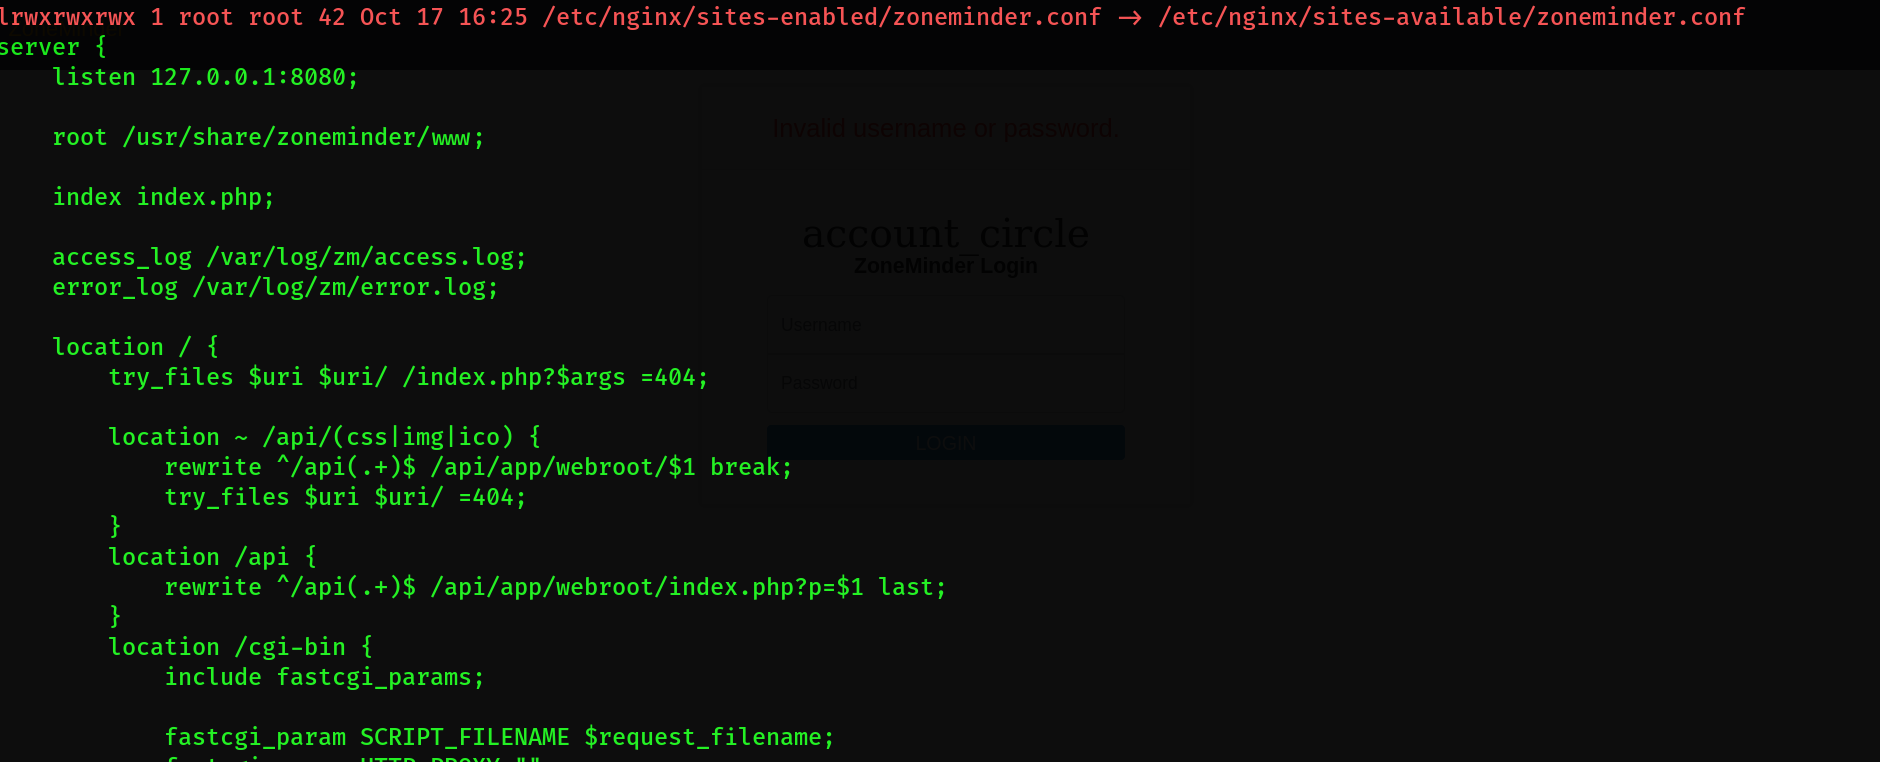 lrwxrwxrwx 1 root root 42 Oct 17 16:25 /etc/nginx/sites-enabled/zoneminder.conf → /etc/nginx/sites-available/zoneminder.conf
server {
    listen 127.0.0.1:8080;
    root /usr/share/zoneminder/www;
    index index.php;
    access_log /var/log/zm/access.log;
    error_log /var/log/zm/error.log;
    location / {
        try_files $uri $uri/ /index.php?$args =404;
        location ~ /api/(css|img|ico) {
            rewrite ^/api(.+)$ /api/app/webroot/$1 break;
            try_files $uri $uri/ =404;
        }
        location /api {
            rewrite ^/api(.+)$ /api/app/webroot/index.php?p=$1 last;
        }
        location /cgi-bin {
            include fastcgi_params;
            fastcgi_param SCRIPT_FILENAME $request_filename;
Invalid username or password.
account_circle
ZoneMinder Login
Username
Password
LOGIN